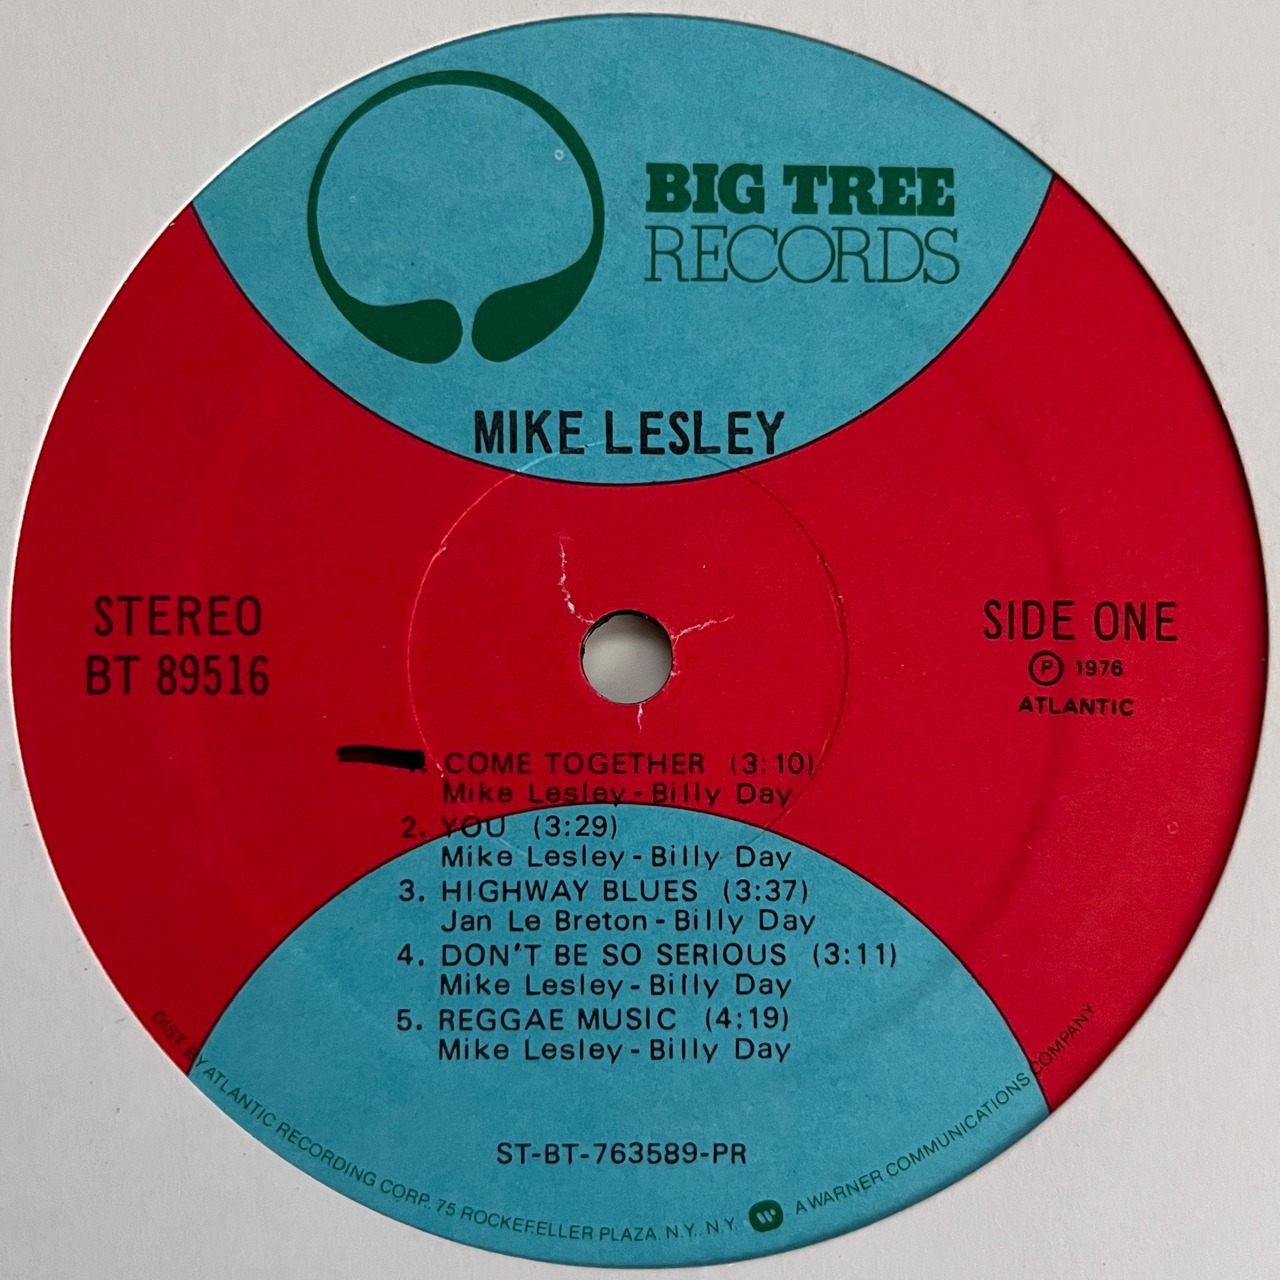 BIG TREE
RECORDS
MIKE LESLEY
STEREO
BT 89516
SIDE ONE
Ⓟ 1976
ATLANTIC
1. COME TOGETHER (3:10)
Mike Lesley - Billy Day
2. YOU (3:29)
Mike Lesley - Billy Day
3. HIGHWAY BLUES (3:37)
Jan Le Breton - Billy Day
4. DON'T BE SO SERIOUS (3:11)
Mike Lesley - Billy Day
5. REGGAE MUSIC (4:19)
Mike Lesley - Billy Day
ST-BT-763589-PR
DIST BY ATLANTIC RECORDING CORP. 75 ROCKEFELLER PLAZA. N.Y. N.Y. A WARNER COMMUNICATIONS COMPANY